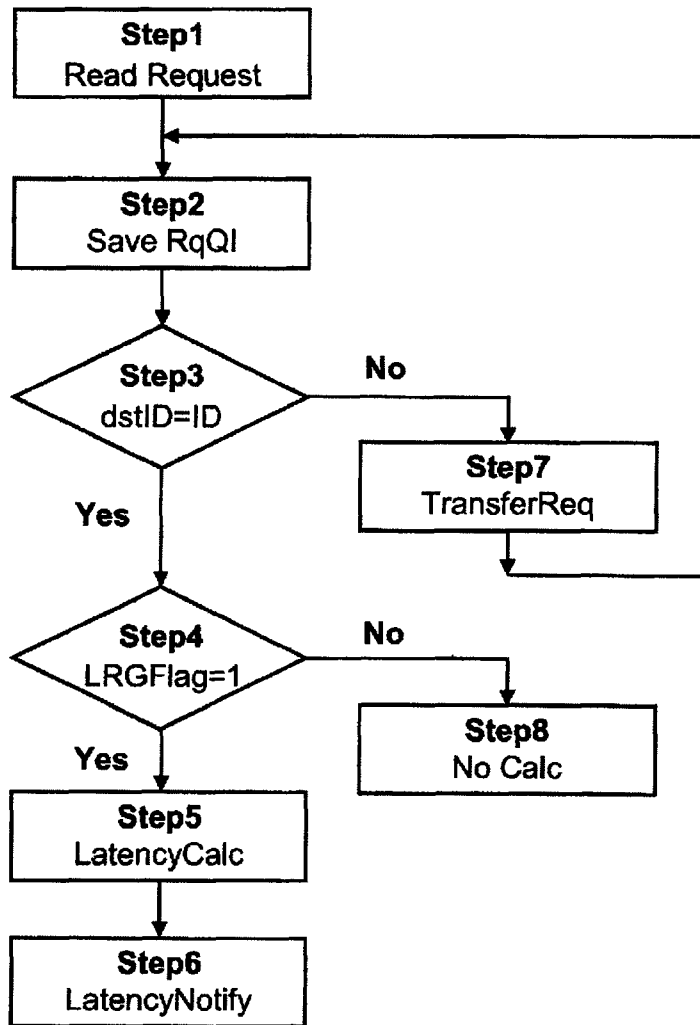 Step1
Read Request
Step2
Save RqQI
Step3
dstID=ID
No
Step7
TransferReq
Yes
Step4
LRGFlag=1
No
Step8
No Calc
Yes
Step5
LatencyCalc
Step6
LatencyNotify